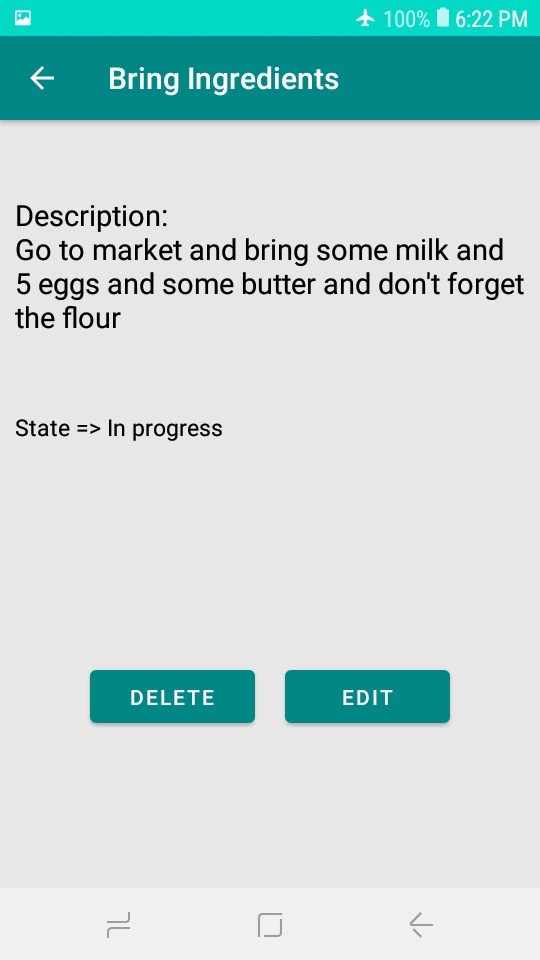 100% 6:22 PM
Bring Ingredients
Description:
Go to market and bring some milk and
5 eggs and some butter and don't forget
the flour
State => In progress
DELETE EDIT